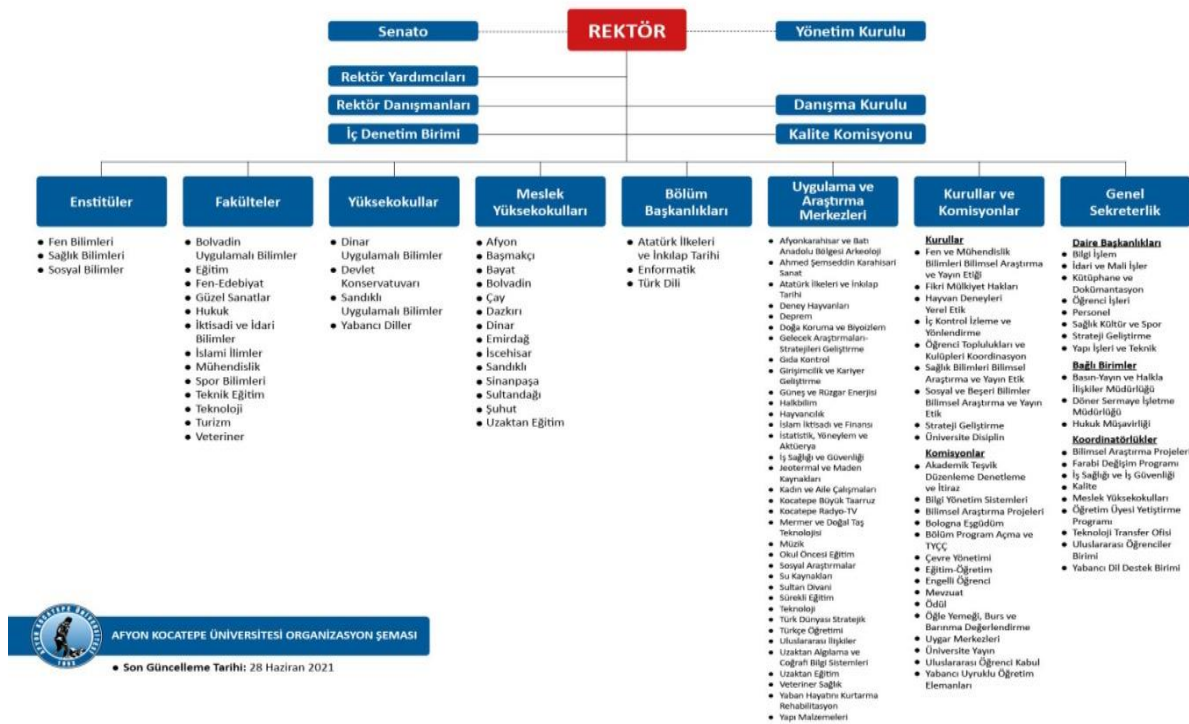 Senato
REKTÖR
Yönetim Kurulu
Rektör Yardımcıları
Rektör Danışmanları
Danışma Kurulu
İç Denetim Birimi
Kalite Komisyonu
Enstitüler
• Fen Bilimleri
• Sağlık Bilimleri
• Sosyal Bilimler
Fakülteler
• Bolvadin
Uygulamalı Bilimler
• Eğitim
• Fen-Edebiyat
• Güzel Sanatlar
• Hukuk
• İktisadi ve İdari
Bilimler
• İslami İlimler
• Mühendislik
• Spor Bilimleri
• Teknik Eğitim
• Teknoloji
• Turizm
• Veteriner
Yüksekokullar
• Dinar
Uygulamalı Bilimler
• Devlet
Konservatuvarı
• Sandıklı
Uygulamalı Bilimler
• Yabancı Diller
Meslek
Yüksekokulları
• Afyon
• Başmakçı
• Bayat
• Bolvadin
• Çay
• Dazkırı
• Dinar
• Emirdağ
• İscehisar
• Sandıklı
• Sinanpaşa
• Sultandağı
• Şuhut
• Uzaktan Eğitim
Bölüm
Başkanlıkları
• Atatürk İlkeleri
ve İnkılap Tarihi
• Enformatik
• Türk Dili
Uygulama ve
Araştırma
Merkezleri
• Afyonkarahisar ve Batı
Anadolu Bölgesi Arkeoloji
• Ahmed Şemseddin Karahisari
Sanat
• Atatürk İlkeleri ve İnkılap
Tarihi
• Deney Hayvanları
• Deprem
• Doğa Koruma ve Biyoizlem
• Gelecek Araştırmaları-
Stratejileri Geliştirme
• Gıda Kontrol
• Girişimcilik ve Kariyer
Geliştirme
• Güneş ve Rüzgar Enerjisi
• Halkbilim
• Hayvancılık
• İslam İktisadı ve Finansı
• İstatistik, Yöneylem ve
Aktüerya
• İş Sağlığı ve Güvenliği
• Jeotermal ve Maden
Kaynakları
• Kadın ve Aile Çalışmaları
• Kocatepe Büyük Taarruz
• Kocatepe Radyo-TV
• Mermer ve Doğal Taş
Teknolojisi
• Müzik
• Okul Öncesi Eğitim
• Sosyal Araştırmalar
• Su Kaynakları
• Sultan Divani
• Sürekli Eğitim
• Teknoloji
• Türk Dünyası Stratejik
• Türkçe Öğretimi
• Uluslararası İlişkiler
• Uzaktan Algılama ve
Coğrafi Bilgi Sistemleri
• Uzaktan Eğitim
• Veteriner Sağlık
• Yaban Hayatını Kurtarma
Rehabilitasyon
• Yapı Malzemeleri
Kurullar ve
Komisyonlar
Kurullar
• Fen ve Mühendislik
Bilimleri Bilimsel Araştırma
ve Yayın Etiği
• Fikri Mülkiyet Hakları
• Hayvan Deneyleri
Yerel Etik
• İç Kontrol İzleme ve
Yönlendirme
• Öğrenci Toplulukları ve
Kulüpleri Koordinasyon
• Sağlık Bilimleri Bilimsel
Araştırma ve Yayın Etik
• Sosyal ve Beşeri Bilimler
Bilimsel Araştırma ve Yayın
Etik
• Strateji Geliştirme
• Üniversite Disiplin
Komisyonlar
• Akademik Teşvik
Düzenleme Denetleme
ve İtiraz
• Bilgi Yönetim Sistemleri
• Bilimsel Araştırma Projeleri
• Bologna Eşgüdüm
• Bölüm Program Açma ve
TYÇÇ
• Çevre Yönetimi
• Eğitim-Öğretim
• Engelli Öğrenci
• Mevzuat
• Ödül
• Öğle Yemeği, Burs ve
Barınma Değerlendirme
• Uygar Merkezleri
• Üniversite Yayın
• Uluslararası Öğrenci Kabul
• Yabancı Uyruklu Öğretim
Elemanları
Genel
Sekreterlik
Daire Başkanlıkları
• Bilgi İşlem
• İdari ve Mali İşler
• Kütüphane ve
Dokümantasyon
• Öğrenci İşleri
• Personel
• Sağlık Kültür ve Spor
• Strateji Geliştirme
• Yapı İşleri ve Teknik
Bağlı Birimler
• Basın-Yayın ve Halkla
İlişkiler Müdürlüğü
• Döner Sermaye İşletme
Müdürlüğü
• Hukuk Müşavirliği
Koordinatörlükler
• Bilimsel Araştırma Projeleri
• Farabi Değişim Programı
• İş Sağlığı ve İş Güvenliği
• Kalite
• Meslek Yüksekokulları
• Öğretim Üyesi Yetiştirme
Programı
• Teknoloji Transfer Ofisi
• Uluslararası Öğrenciler
Birimi
• Yabancı Dil Destek Birimi
AFYON KOCATEPE ÜNİVERSİTESİ
1992
AFYON KOCATEPE ÜNİVERSİTESİ ORGANİZASYON ŞEMASI
• Son Güncelleme Tarihi: 28 Haziran 2021